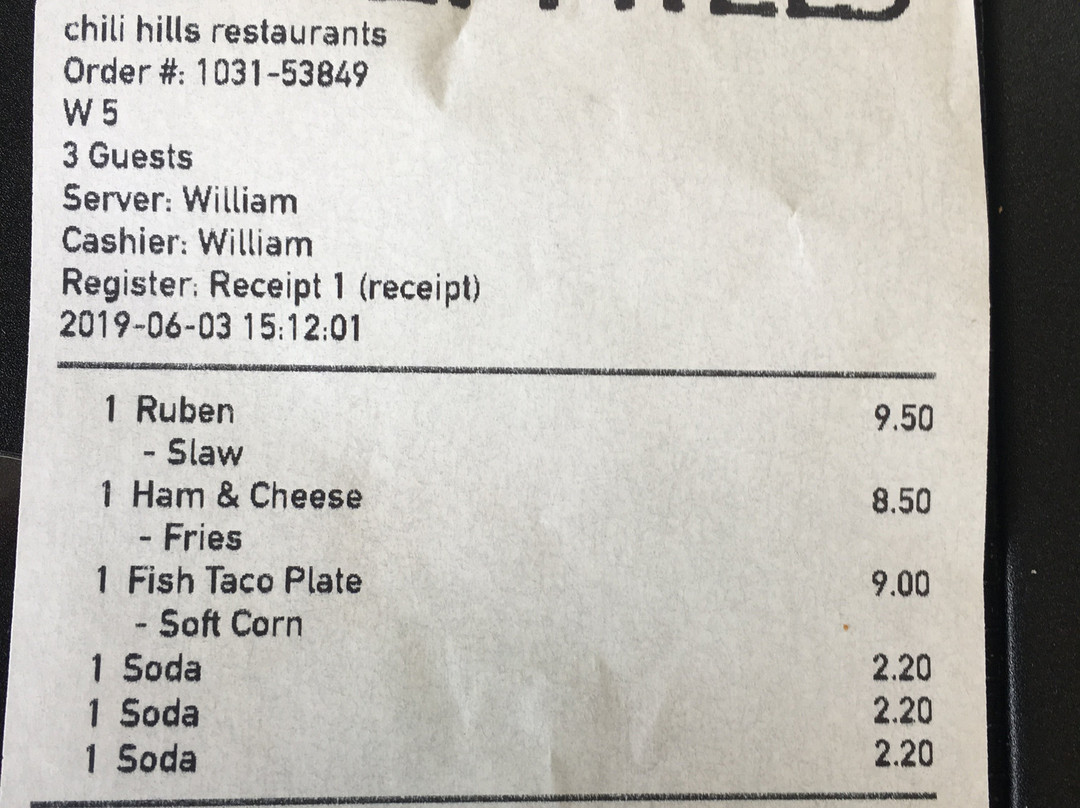 chili hills restaurants
Order #: 1031-53849
W 5
3 Guests
Server: William
Cashier: William
Register: Receipt 1 (receipt)
2019-06-03 15:12:01
1 Ruben 9.50
- Slaw
1 Ham & Cheese 8.50
- Fries
1 Fish Taco Plate 9.00
- Soft Corn
1 Soda 2.20
1 Soda 2.20
1 Soda 2.20